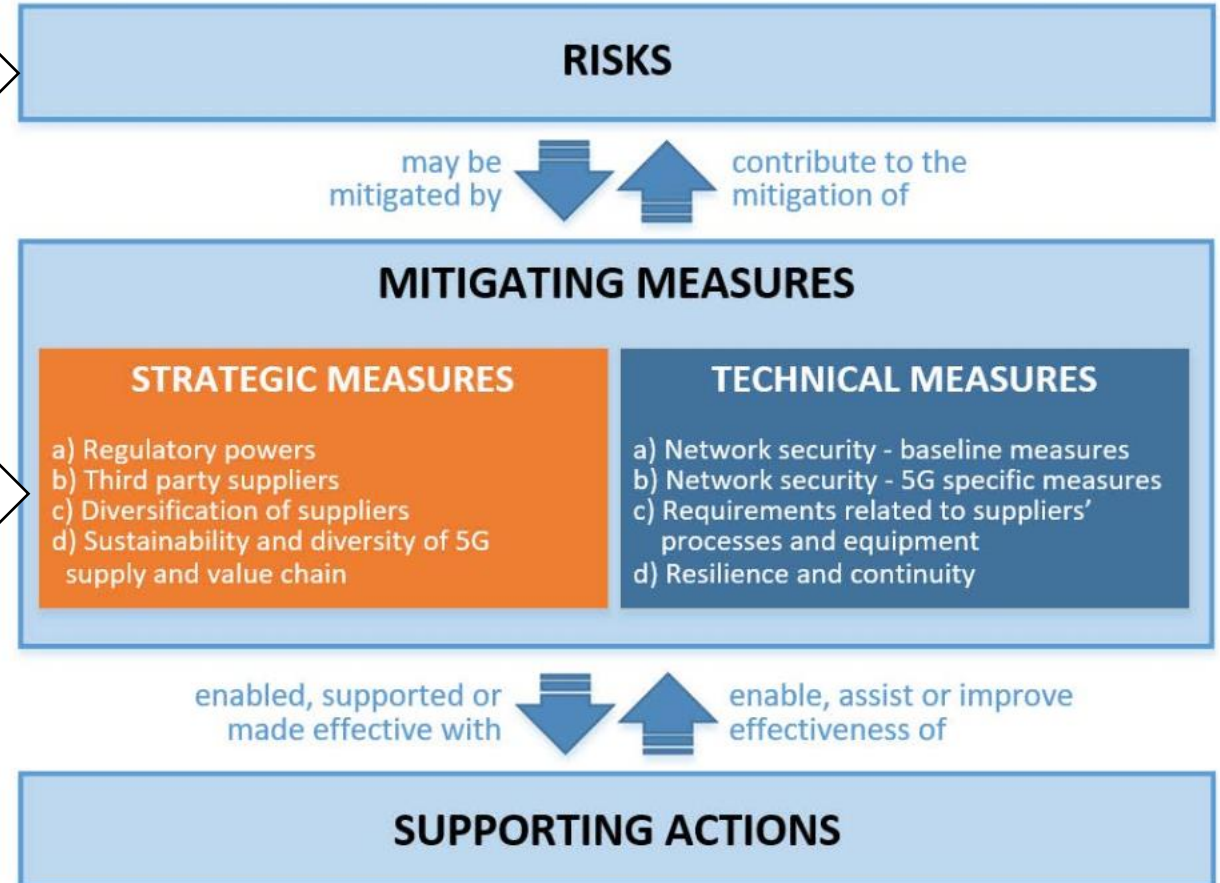 RISKS
may be
mitigated by
contribute to the
mitigation of
MITIGATING MEASURES
STRATEGIC MEASURES
a) Regulatory powers
b) Third party suppliers
c) Diversification of suppliers
d) Sustainability and diversity of 5G
supply and value chain
TECHNICAL MEASURES
a) Network security - baseline measures
b) Network security - 5G specific measures
c) Requirements related to suppliers'
processes and equipment
d) Resilience and continuity
enabled, supported or
made effective with
enable, assist or improve
effectiveness of
SUPPORTING ACTIONS